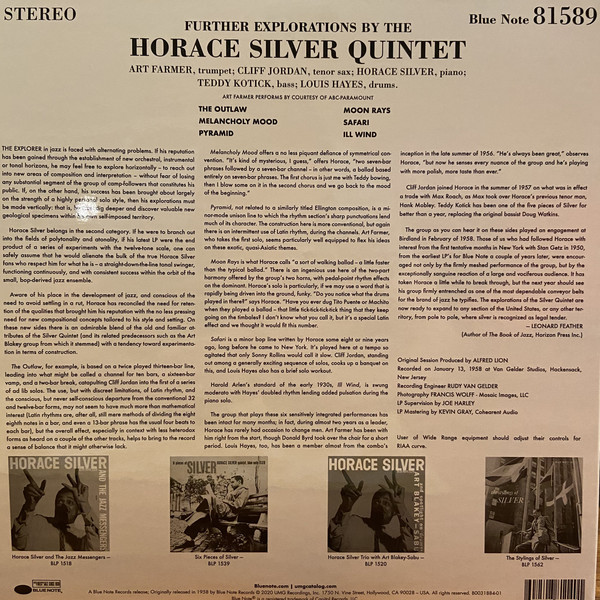 STEREO
FURTHER EXPLORATIONS BY THE
Blue Note 81589
HORACE SILVER QUINTET
ART FARMER, trumpet; CLIFF JORDAN, tenor sax; HORACE SILVER, piano;
TEDDY KOTICK, bass; LOUIS HAYES, drums.
ART FARMER PERFORMS BY COURTESY OF ABC-PARAMOUNT
THE OUTLAW
MELANCHOLY MOOD
PYRAMID
MOON RAYS
SAFARI
ILL WIND
THE EXPLORER in jazz is faced with alternating problems. If his reputation
has been gained through the establishment of new orchestral, instrumental
or tonal horizons, he may feel free to explore horizontally – to reach out
into new areas of composition and interpretation – without fear of losing
any substantial segment of the group of camp-followers that constitutes his
public. If, on the other hand, his success has been brought about largely
on the strength of a highly personal style, then his explorations must
be made vertically; that is, dig deeper and discover valuable new
geological specimens within own self-imposed territory.
Horace Silver belongs in the second category. If he were to branch out
into the fields of polytonality and atonality, if his latest LP were the end
product of a series of experiments with the twelve-tone scale, one can
safely assume that he would alienate the bulk of the true Horace Silver
fans who respect him for what he is – a straight-down-the-line tonal swinger,
functioning continuously, and with consistent success within the orbit of the
small, bop-derived jazz ensemble.
Aware of his place in the development of jazz, and conscious of the
need to avoid settling in a rut, Horace has reconciled the need for reten-
tion of the qualities that brought him his reputation with the no less pressing
need for new compositional concepts tailored to his style and setting. On
these new sides there is an admirable blend of the old and familiar at-
tributes of the Silver Quintet (and its related predecessors such as the Art
Blakey group from which it stemmed) with a tendency toward experimenta-
tion in terms of construction.
The Outlaw, for example, is based on a twice played thirteen-bar line,
leading into what might be called a channel for ten bars, a sixteen-bar
vamp, and a two-bar break, catapulting Cliff Jordan into the first of a series
of ad lib solos. The use, but with discreet limitations, of Latin rhythm, and
the conscious, but never self-conscious departure from the conventional 32
and twelve-bar forms, may not seem to have much more than mathematical
interest (Latin rhythms are, after all, still mere methods of dividing the eight
eighth notes in a bar, and even a 13-bar phrase has the usual four beats to
each bar), but the overall effect, especially in context with less heterodox
forms as heard on a couple of the other tracks, helps to bring to the record
a sense of balance that it might otherwise lack.
Melancholy Mood offers a no less piquant defiance of symmetrical con-
vention. "It's kind of mysterious, I guess," offers Horace, "two seven-bar
phrases followed by a seven-bar channel – in other words, a ballad based
entirely on seven-bar phrases. The first chorus is just me with Teddy bowing,
then I blow some on it in the second chorus and we go back to the mood
of the beginning."
Pyramid, not related to a similarly titled Ellington composition, is a mi-
nor-mode unison line to which the rhythm section's sharp punctuations lend
much of its character. The construction here is more conventional, but again
there is an intermittent use of Latin rhythm, during the channels. Art Farmer,
who takes the first solo, seems particularly well equipped to flex his ideas
on these exotic, quasi-Asiatic themes.
Moon Rays is what Horace calls "a sort of walking ballad – a little faster
than the typical ballad." There is an ingenious use here of the two-part
harmony offered by the group's two horns, with pedal-point rhythm effects
on the dominant. Horace's solo is particularly, if we may use a word that is
rapidly being driven into the ground, funky. "Do you notice what the drums
played in there?" says Horace, "Have you ever dug Tito Puente or Machito
when they played a ballad – that little tick-tick-tick-tick thing that they keep
going on the timbales? I don't know what you call it, but it's a special Latin
effect and we thought it would fit this number.
Safari is a minor bop line written by Horace some eight or nine years
ago, long before he came to New York. It's played here at a tempo so
agitated that only Sonny Rollins would call it slow. Cliff Jordan, standing
out among a generally exciting sequence of solos, cooks up a banquet on
this, and Louis Hayes also has a brief solo workout.
Harold Arlen's standard of the early 1930s, Ill Wind, is swung
moderate with Hayes' doubled rhythm lending added pulsation during the piano
solo.
The group that plays these six sensitively integrated performances has
been intact for many months; in fact, during almost two years as a leader,
Horace has rarely had occasion to change men. Art Farmer has been with
him right from the start, though Donald Byrd took over the chair for a short
period. Louis Hayes, too, has been a member almost from the combo's
inception in the late summer of 1956. "He's always been great," observes
Horace, "but now he senses every nuance of the group and he's playing
with more polish, more taste than ever."
Cliff Jordan joined Horace in the summer of 1957 on what was in effect
a trade with Max Roach, as Max took over Horace's previous tenor man,
Hank Mobley; Teddy Kotick has been one of the five pieces of Silver for
better than a year, replacing the original bassist Doug Watkins.
The group as you can hear it on these sides played an engagement at
Birdland in February of 1958. Those of us who had followed Horace with
interest from the first tentative months in New York with Stan Getz in 1950,
from the earliest LP's for Blue Note a couple of years later, were encour-
aged not only by the firmly meshed performance of the group, but by the
exceptionally sanguine reaction of a large and vociferous audience. It has
taken Horace a little while to break through, but the next year should see
his group firmly entrenched as one of the most dependable conveyor belts
for the brand of jazz he typifies. The explorations of the Silver Quintet are
now ready to expand to any section of the United States, or any other ter-
ritory, from pole to pole, where silver is recognized as legal tender.
– LEONARD FEATHER
(Author of The Book of Jazz, Horizon Press Inc.)
Original Session Produced by ALFRED LION
Recorded on January 13, 1958 at Van Gelder Studios, Hackensack,
New Jersey
Recording Engineer RUDY VAN GELDER
Photography FRANCIS WOLFF - Mosaic Images, LLC
LP Supervision by JOE HARLEY
LP Mastering by KEVIN GRAY, Cohearent Audio
User of Wide Range equipment should adjust their controls for
RIAA curve.
HORACE SILVER
AND THE JAZZ MESSENGERS
SILVER
HORACE SILVER
ART BLAKEY-SABU
SILVER
Horace Silver and The Jazz Messengers –
BLP 1518
Six Pieces of Silver –
BLP 1539
Horace Silver Trio with Art Blakey-Sabu –
BLP 1520
The Stylings of Silver –
BLP 1562
Bluenote.com | umgcatalog.com
A Blue Note Records release; Originally released in 1958 by Blue Note Records © 2020 UMG Recordings, Inc. 1750 N. Vine Street, Hollywood, CA 90028 – USA. All rights reserved. B003188-01
Blue Note® is a registered trademark of Capitol Records, LLC.
BLUE NOTE